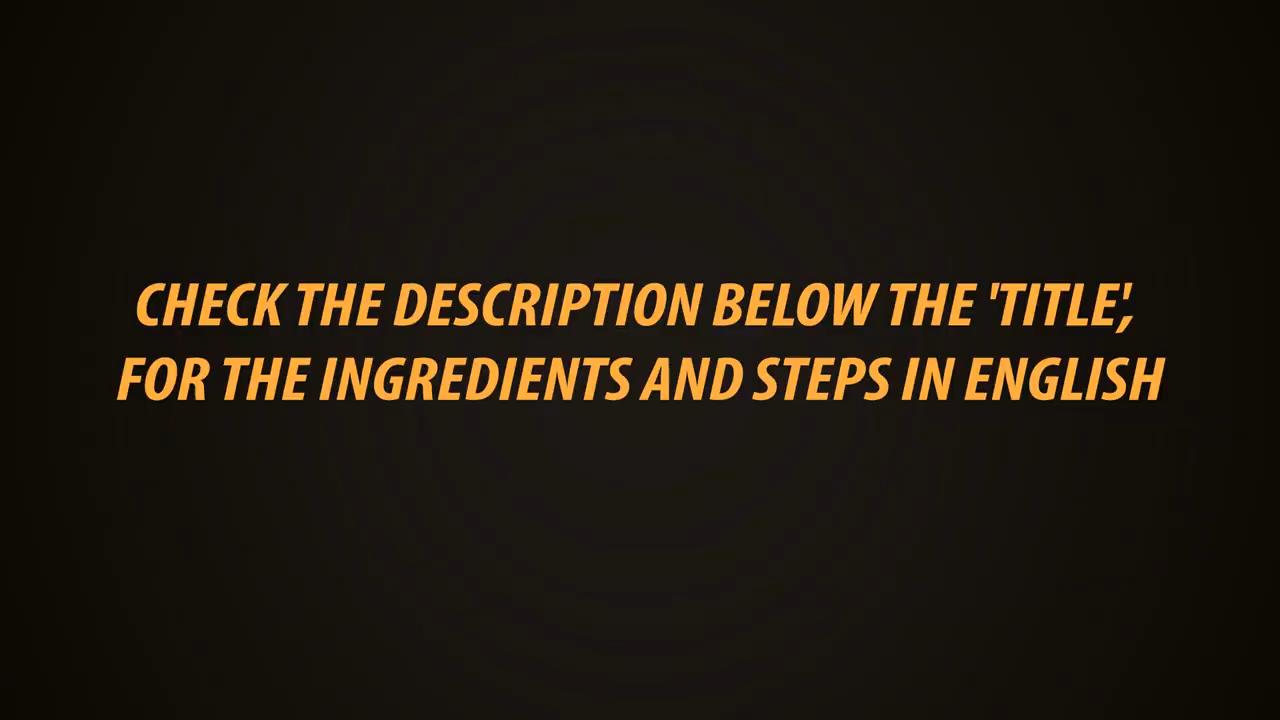 CHECK THE DESCRIPTION BELOW THE 'TITLE',
FOR THE INGREDIENTS AND STEPS IN ENGLISH